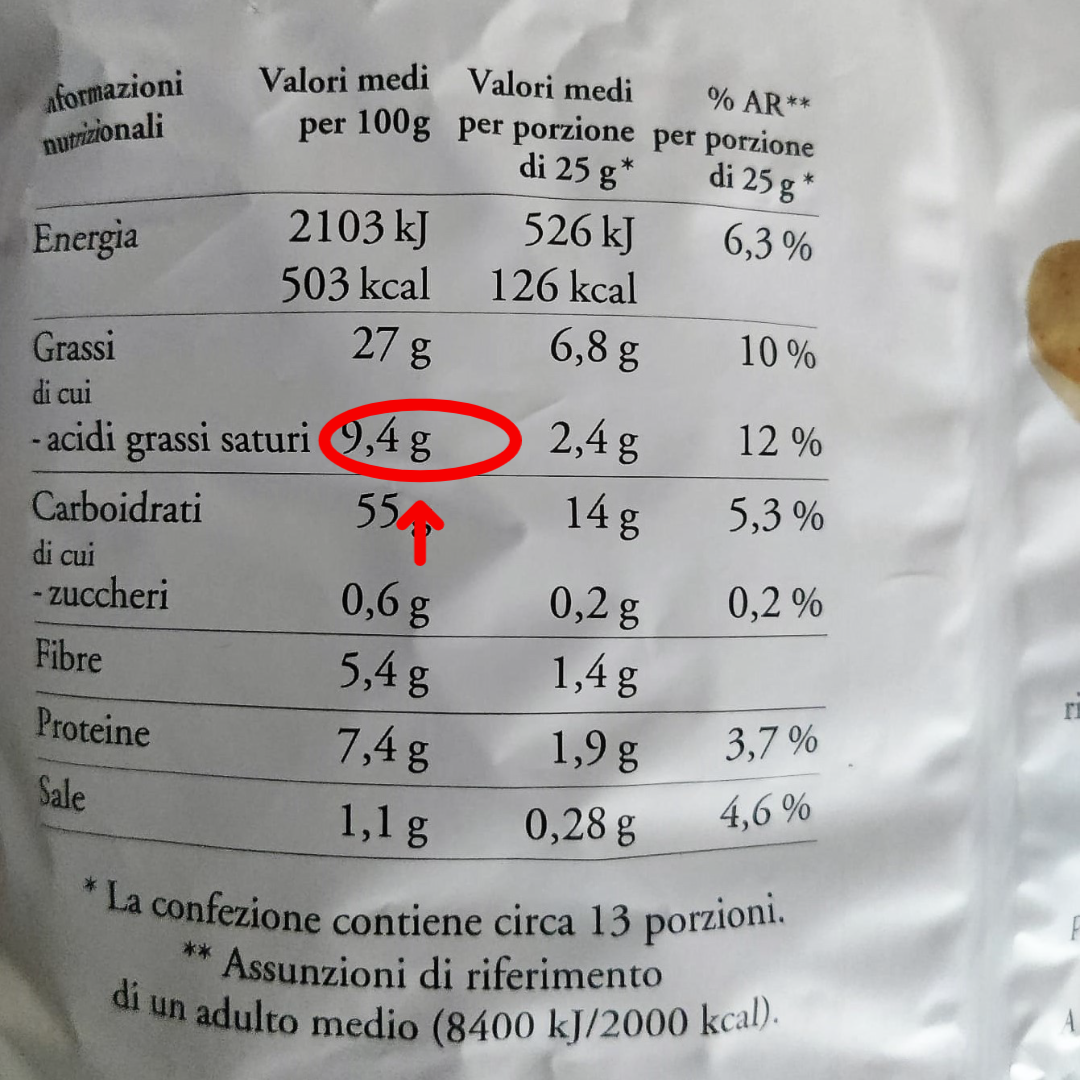 nformazioni Valori medi Valori medi % AR**
nutrizionali per 100g per porzione per porzione
di 25 g* di 25 g*
Energia 2103 kJ 526 kJ 6,3 %
503 kcal 126 kcal
Grassi 27 g 6,8 g 10 %
di cui
- acidi grassi saturi 9,4 g 2,4 g 12 %
Carboidrati 55 g 14 g 5,3 %
di cui
- zuccheri 0,6 g 0,2 g 0,2 %
Fibre 5,4 g 1,4 g
Proteine 7,4 g 1,9 g 3,7 %
Sale 1,1 g 0,28 g 4,6 %
* La confezione contiene circa 13 porzioni.
** Assunzioni di riferimento
di un adulto medio (8400 kJ/2000 kcal).